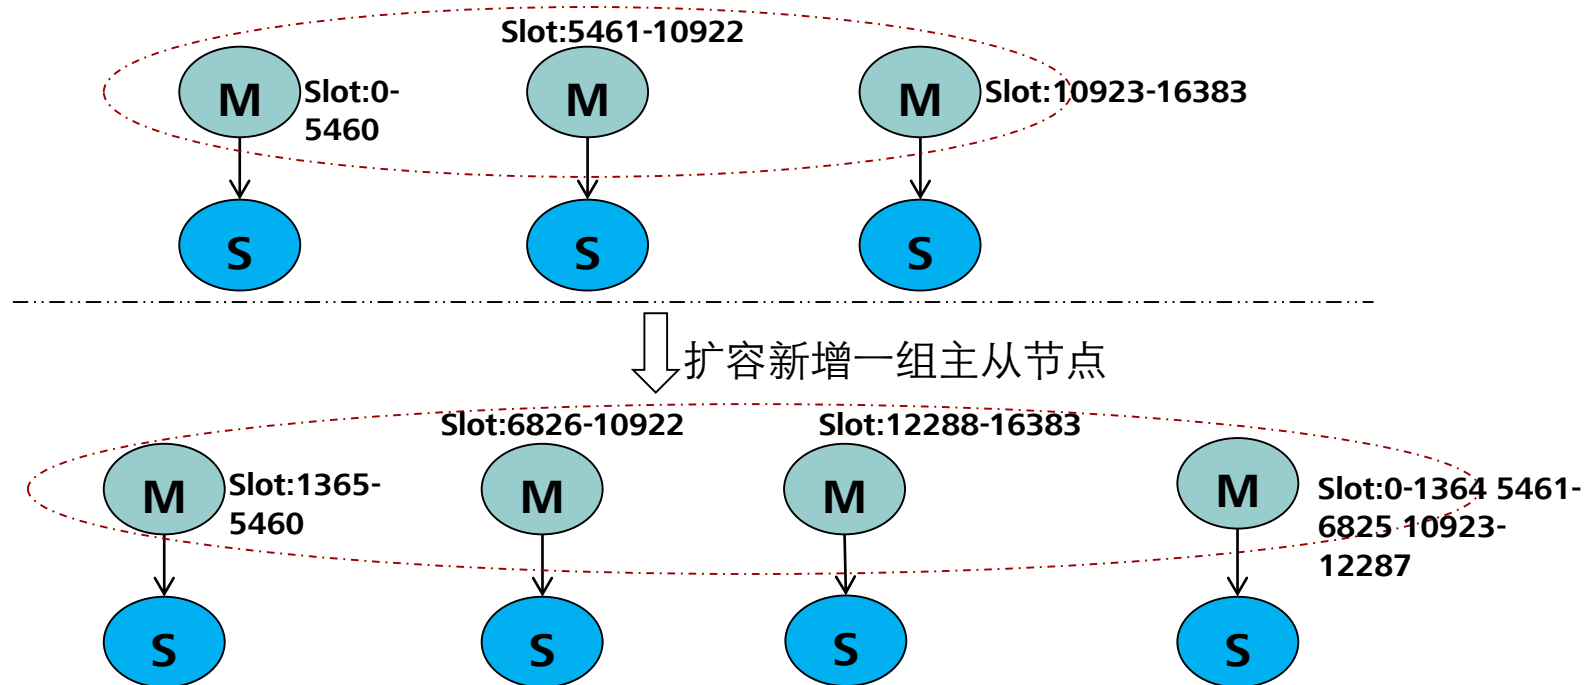 Slot:5461-10922
M
Slot:0-
5460
M
M
Slot:10923-16383
S
S
S
扩容新增一组主从节点
Slot:6826-10922
Slot:12288-16383
M
Slot:1365-
5460
M
M
M
Slot:0-1364 5461-
6825 10923-
12287
S
S
S
S